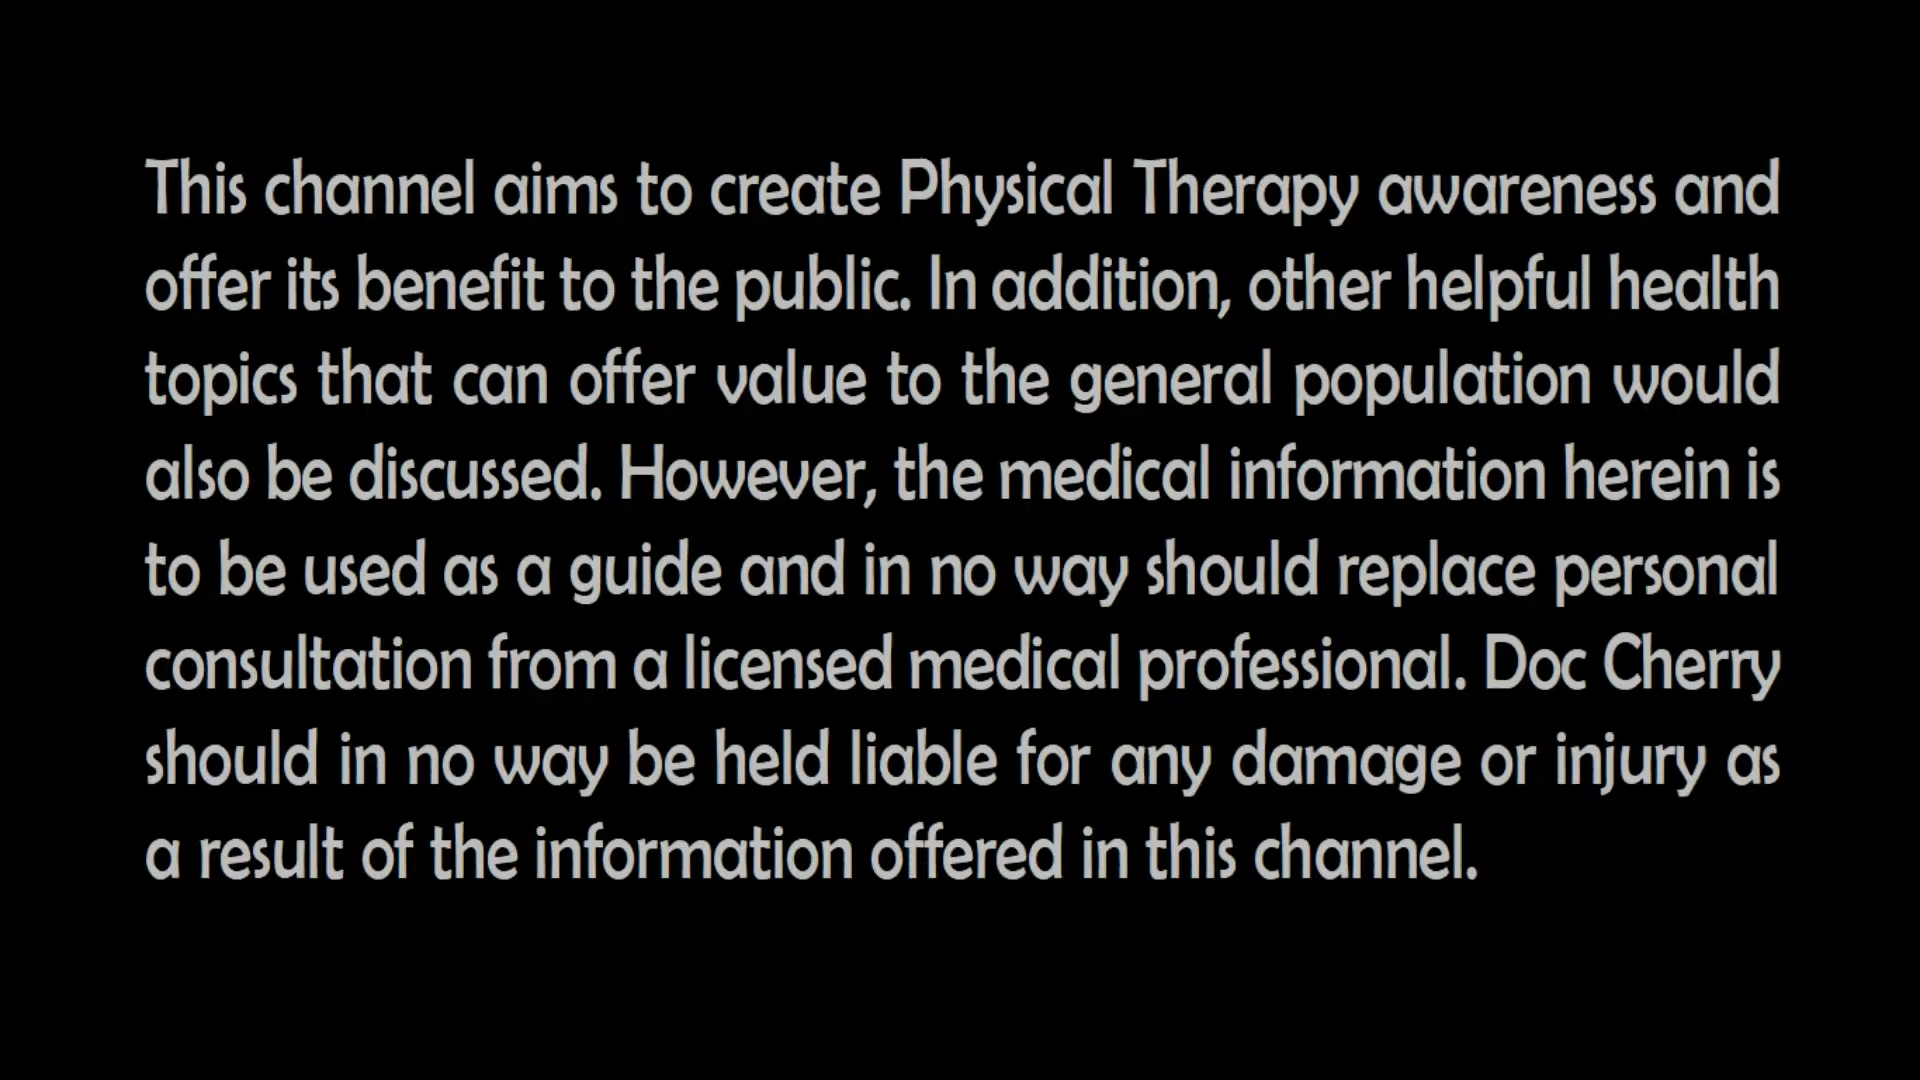 This channel aims to create Physical Therapy awareness and
offer its benefit to the public. In addition, other helpful health
topics that can offer value to the general population would
also be discussed. However, the medical information herein is
to be used as a guide and in no way should replace personal
consultation from a licensed medical professional. Doc Cherry
should in no way be held liable for any damage or injury as
a result of the information offered in this channel.